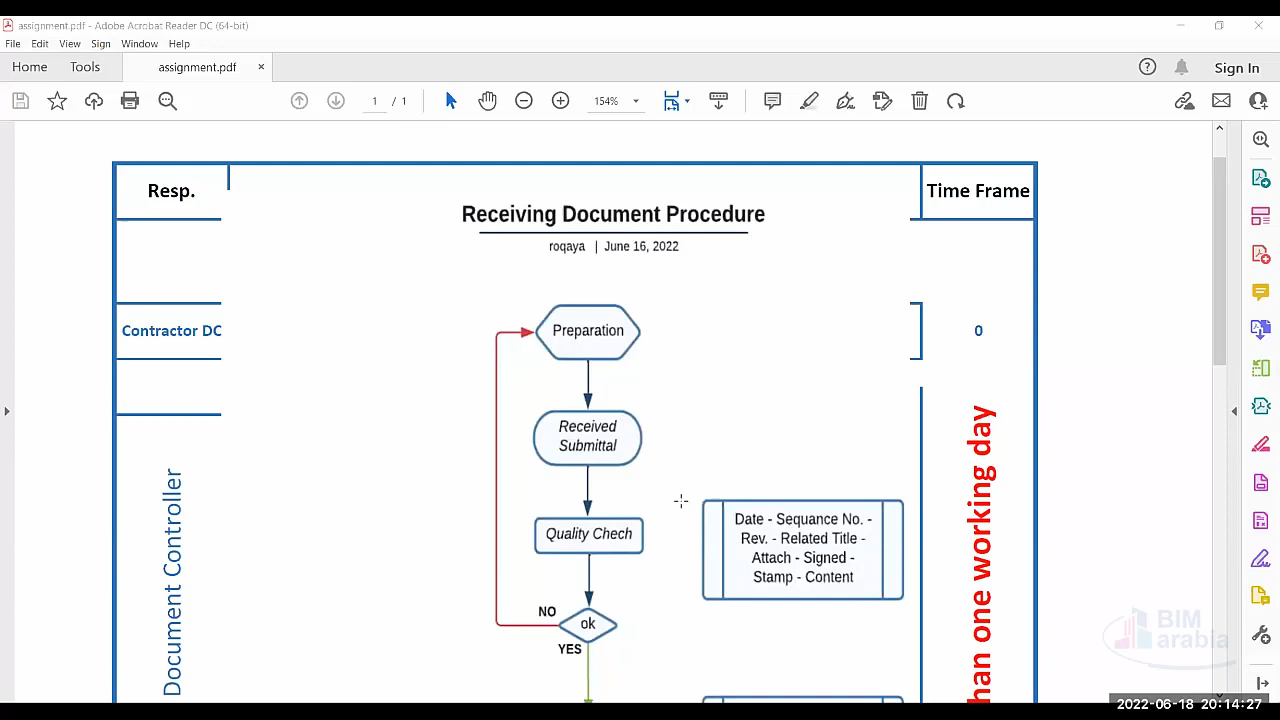 assignment.pdf - Adobe Acrobat Reader DC (64-bit)
File Edit View Sign Window Help
Home Tools assignment.pdf × Sign In
1 / 1 154%
Resp. Time Frame
Receiving Document Procedure
roqaya | June 16, 2022
Contractor DC Preparation 0
Received
Submittal
Quality Chech
Date - Sequance No. -
Rev. - Related Title -
Attach - Signed -
Stamp - Content
NO ok
YES
Document Controller
han one working day
BIM
arabia
2022-06-18 20:14:27